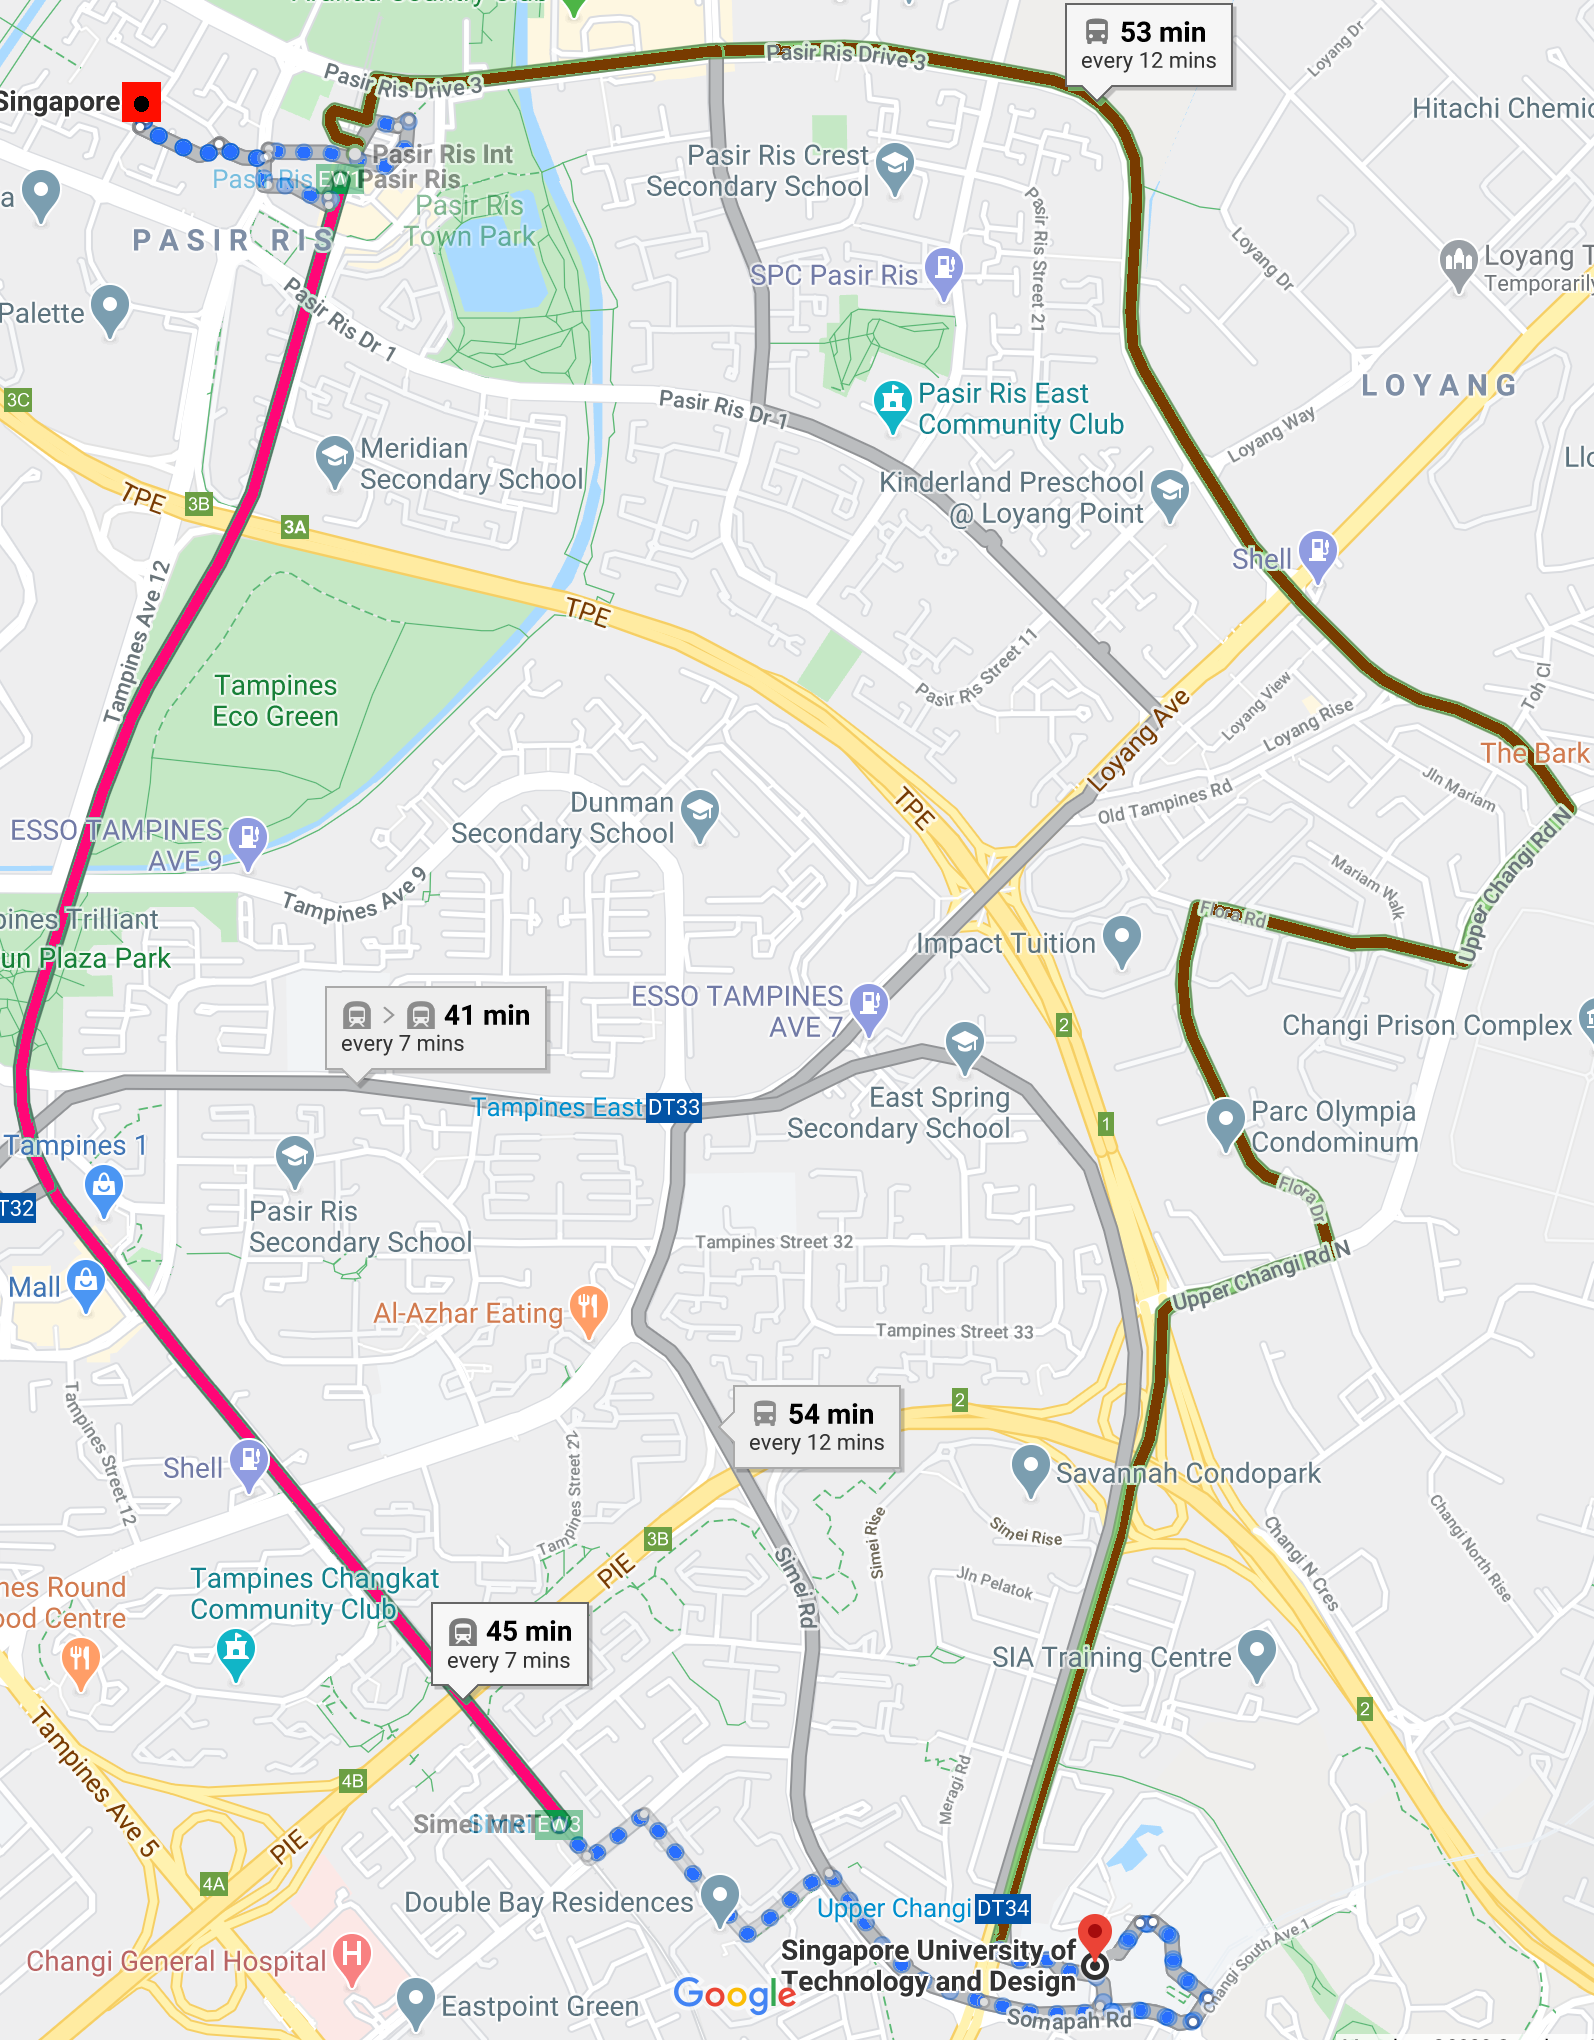 53 min
every 12 mins
Loyang Dr
Pasir Ris Drive 3
Pasir Ris Drive 3
Singapore
Hitachi Chemic
Pasir Ris Int
Pasir Ris EW1 Pasir Ris
Pasir Ris Crest
Secondary School
a
PASIR RIS
Pasir Ris
Town Park
Pasir Ris Street 21
Loyang Dr
Loyang T
Temporarily
SPC Pasir Ris
Palette
Pasir Ris Dr 1
3C
Pasir Ris Dr 1
Pasir Ris East
Community Club
LOYANG
Loyang Way
Llo
Meridian
Secondary School
Kinderland Preschool
@ Loyang Point
TPE
3B
3A
Shell
TPE
Tampines Ave 12
Tampines
Eco Green
Pasir Ris Street 11
Loyang View
Loyang Rise
Toh Cl
Loyang Ave
The Bark
Jln Mariam
Old Tampines Rd
TPE
Dunman
Secondary School
ESSO TAMPINES
AVE 9
Tampines Ave 9
Mariam Walk
Upper Changi Rd N
Flora Rd
pines Trilliant
un Plaza Park
Impact Tuition
ESSO TAMPINES
AVE 7
41 min
every 7 mins
2
Changi Prison Complex
Tampines East DT33
East Spring
Secondary School
1
Parc Olympia
Condominum
Tampines 1
T32
Pasir Ris
Secondary School
Flora Dr
Tampines Street 32
Upper Changi Rd N
Mall
Al-Azhar Eating
Tampines Street 33
Tampines Street 12
54 min
every 12 mins
2
Shell
Tampines Street 22
Savannah Condopark
Simei Rise
Simei Rise
Changi N Cres
Changi North Rise
3B
PIE
Simei Rd
Jln Pelatok
Tampines Changkat
Community Club
nes Round
ood Centre
45 min
every 7 mins
SIA Training Centre
2
Tampines Ave 5
4B
Meragi Rd
Simei MRT EW3
PIE
4A
Double Bay Residences
Upper Changi DT34
Changi General Hospital
H
Singapore University of
Technology and Design
Changi South Ave 1
Google
Eastpoint Green
Somapah Rd